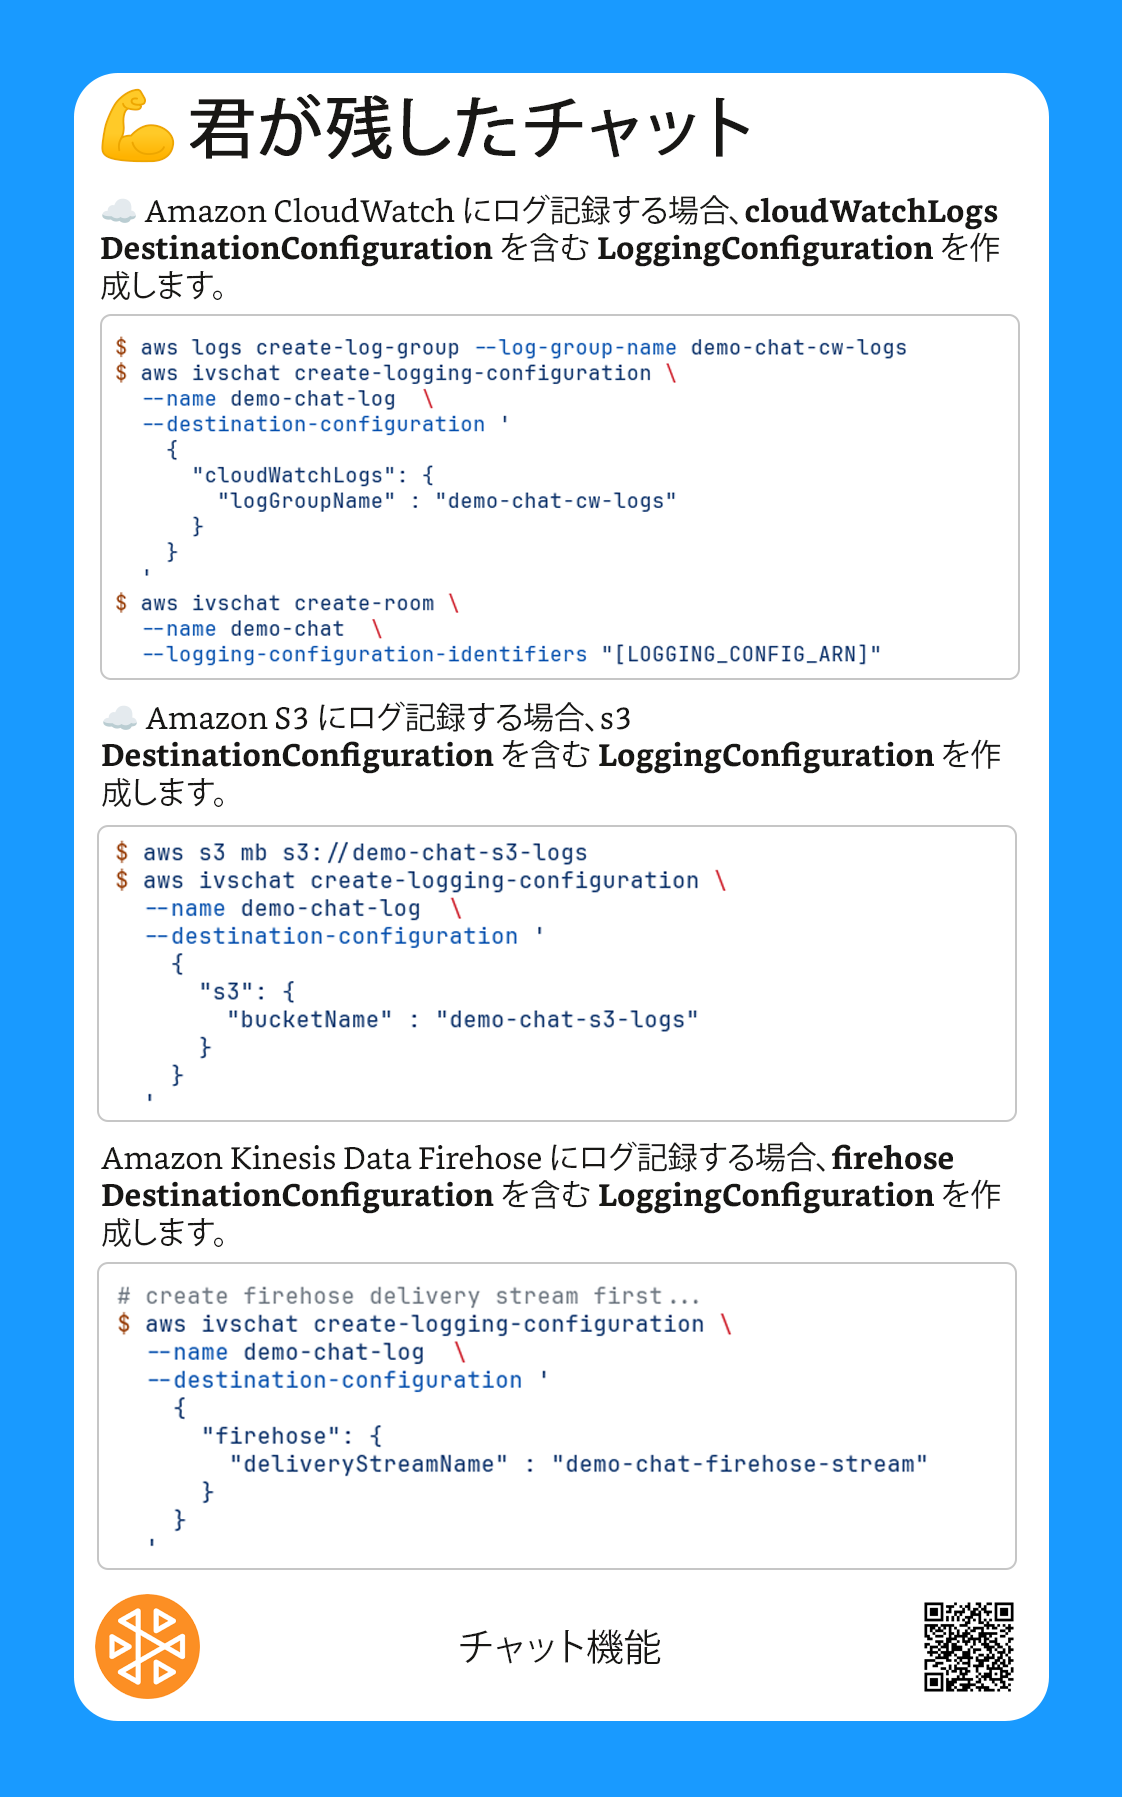 💪君が残したチャット
☁️ Amazon CloudWatch にログ記録する場合、cloudWatchLogs
DestinationConfiguration を含む LoggingConfiguration を作
成します。
$ aws logs create-log-group --log-group-name demo-chat-cw-logs
$ aws ivschat create-logging-configuration \
  --name demo-chat-log  \
  --destination-configuration '
    {
      "cloudWatchLogs": {
        "logGroupName" : "demo-chat-cw-logs"
      }
    }
  '
$ aws ivschat create-room \
  --name demo-chat  \
  --logging-configuration-identifiers "[LOGGING_CONFIG_ARN]"
☁️ Amazon S3 にログ記録する場合、s3
DestinationConfiguration を含む LoggingConfiguration を作
成します。
$ aws s3 mb s3://demo-chat-s3-logs
$ aws ivschat create-logging-configuration \
  --name demo-chat-log  \
  --destination-configuration '
    {
      "s3": {
        "bucketName" : "demo-chat-s3-logs"
      }
    }
  '
Amazon Kinesis Data Firehose にログ記録する場合、firehose
DestinationConfiguration を含む LoggingConfiguration を作
成します。
# create firehose delivery stream first...
$ aws ivschat create-logging-configuration \
  --name demo-chat-log  \
  --destination-configuration '
    {
      "firehose": {
        "deliveryStreamName" : "demo-chat-firehose-stream"
      }
    }
  '
チャット機能